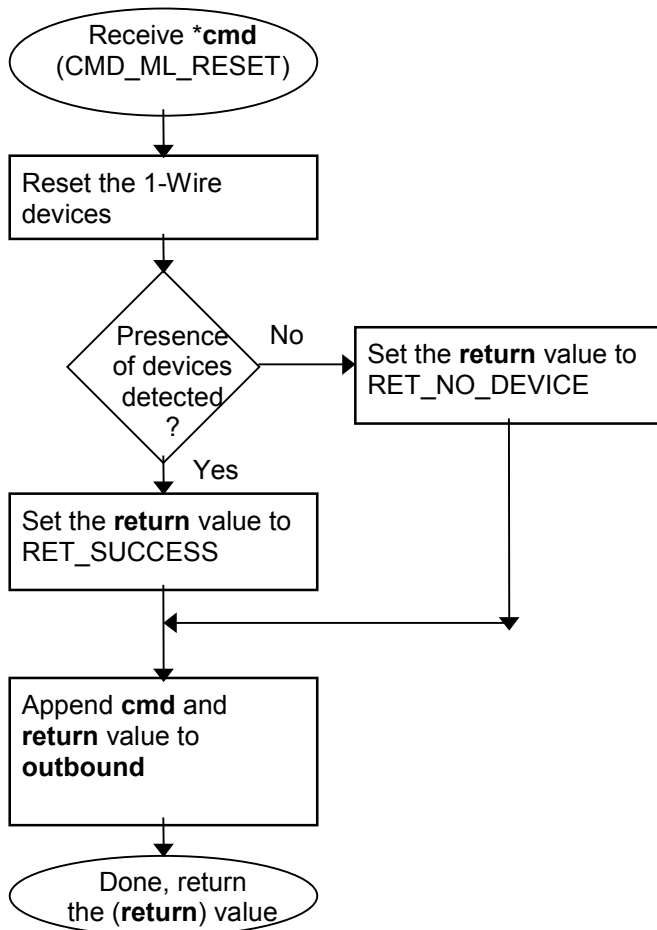 Receive *cmd
(CMD_ML_RESET)
Reset the 1-Wire
devices
Presence
of devices
detected
?
No
Set the return value to
RET_NO_DEVICE
Yes
Set the return value to
RET_SUCCESS
Append cmd and
return value to
outbound
Done, return
the (return) value